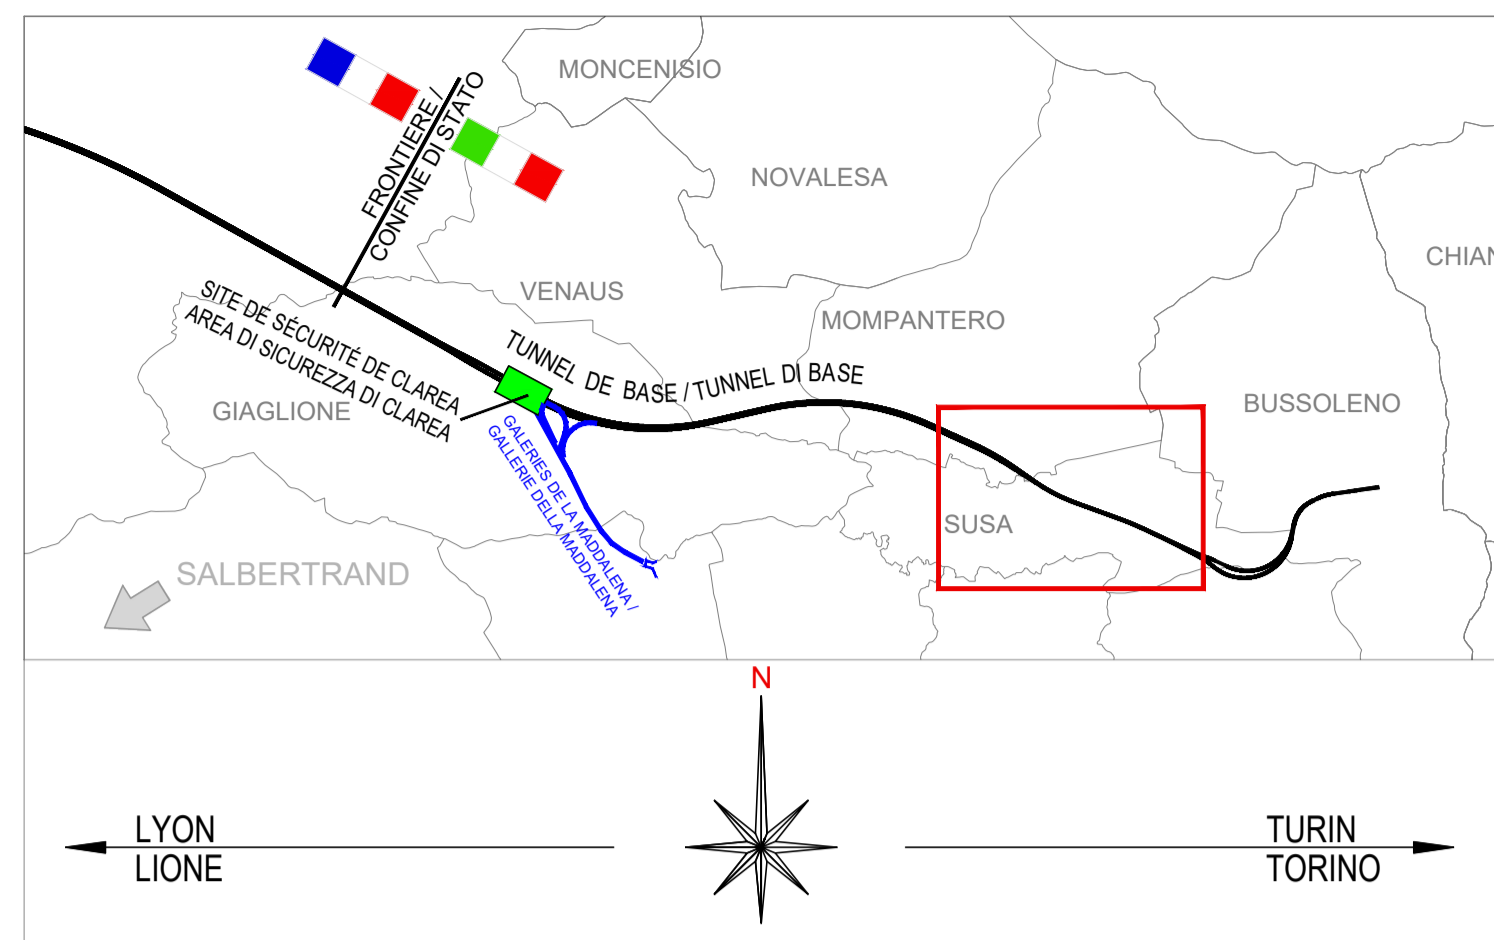 MONCENISIO
FRONTIERE /
CONFINE DI STATO
NOVALESA
CHIAN
VENAUS
SITE DE SÉCURITÉ DE CLAREA
AREA DI SICUREZZA DI CLAREA
MOMPANTERO
TUNNEL DE BASE / TUNNEL DI BASE
GIAGLIONE
BUSSOLENO
GALERIES DE LA MADDALENA /
GALLERIE DELLA MADDALENA
SUSA
SALBERTRAND
N
LYON
LIONE
TURIN
TORINO